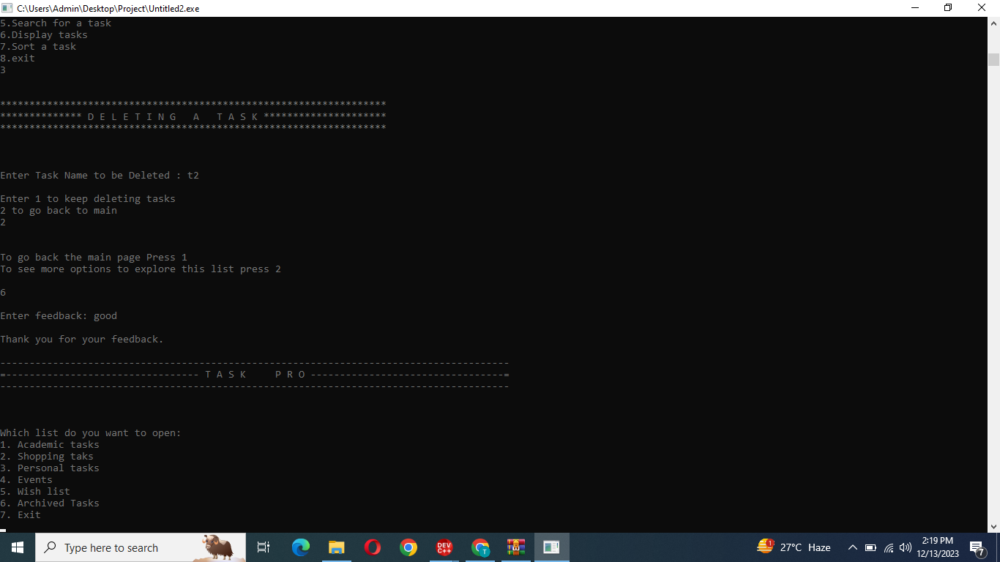 C:\Users\Admin\Desktop\Project\Untitled2.exe
5.Search for a task
6.Display tasks
7.Sort a task
8.exit
3
******************************************************************
************** D E L E T I N G   A   T A S K *********************
******************************************************************
Enter Task Name to be Deleted : t2
Enter 1 to keep deleting tasks
2 to go back to main
2
To go back the main page Press 1
To see more options to explore this list press 2
6
Enter feedback: good
Thank you for your feedback.
---------------------------------------------------------------------------------------
=--------------------------------- T A S K     P R O ---------------------------------=
---------------------------------------------------------------------------------------
Which list do you want to open:
1. Academic tasks
2. Shopping taks
3. Personal tasks
4. Events
5. Wish list
6. Archived Tasks
7. Exit
Type here to search
DEV C++
T
1
27°C Haze
2:19 PM
12/13/2023
7